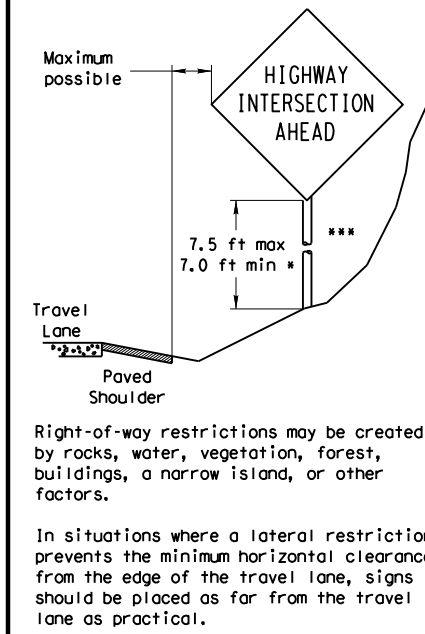 Maximum
possible
HIGHWAY
INTERSECTION
AHEAD
7.5 ft max
7.0 ft min *
***
Travel
Lane
Paved
Shoulder
Right-of-way restrictions may be created
by rocks, water, vegetation, forest,
buildings, a narrow island, or other
factors.
In situations where a lateral restriction
prevents the minimum horizontal clearance
from the edge of the travel lane, signs
should be placed as far from the travel
lane as practical.